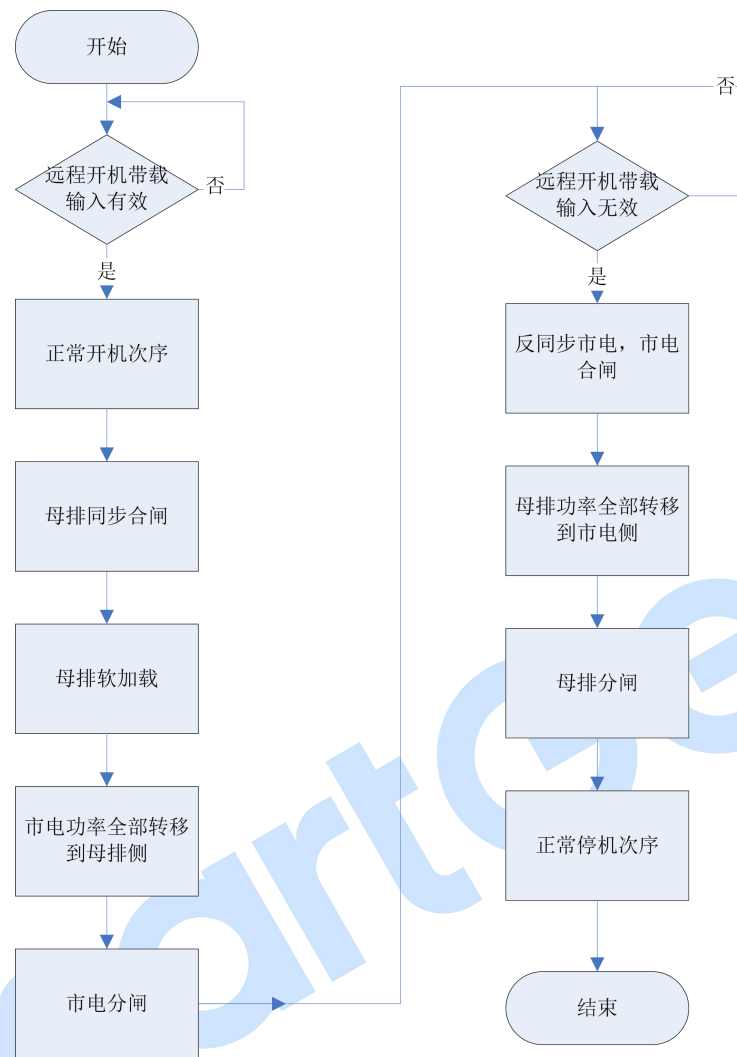 开始
远程开机带载
输入有效
否
是
正常开机次序
母排同步合闸
母排软加载
市电功率全部转移
到母排侧
市电分闸
否
远程开机带载
输入无效
是
反同步市电，市电
合闸
母排功率全部转移
到市电侧
母排分闸
正常停机次序
结束
artGe